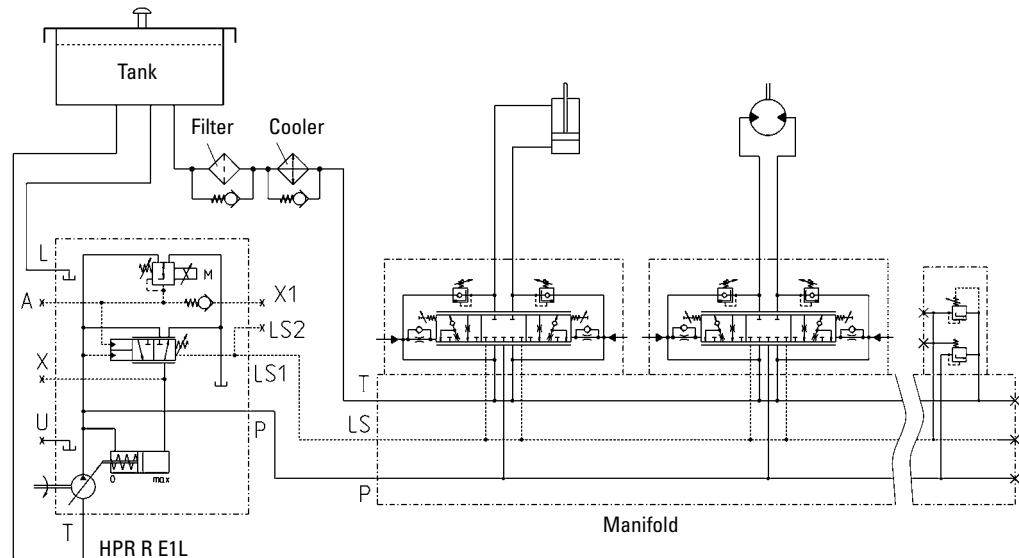 Tank
Filter
Cooler
L
M
A
X1
LS2
X
LS1
T
LS
U
P
P
0
max
T
HPR R E1L
Manifold